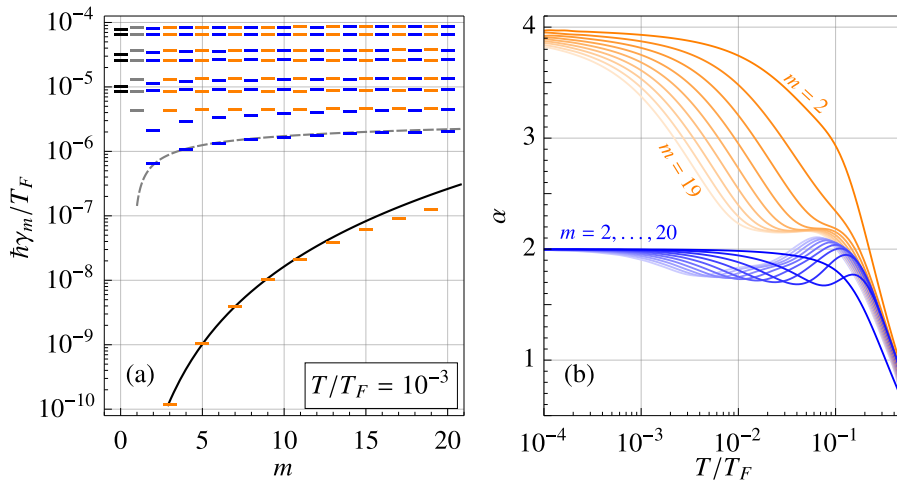 10⁻⁴
10⁻⁵
10⁻⁶
10⁻⁷
10⁻⁸
10⁻⁹
10⁻¹⁰
ℏγ_m/T_F
(a)
T/T_F = 10⁻³
0 5 10 15 20
m
4
3
2
1
α
m = 2
m = 19
m = 2, . . . , 20
(b)
10⁻⁴ 10⁻³ 10⁻² 10⁻¹
T/T_F